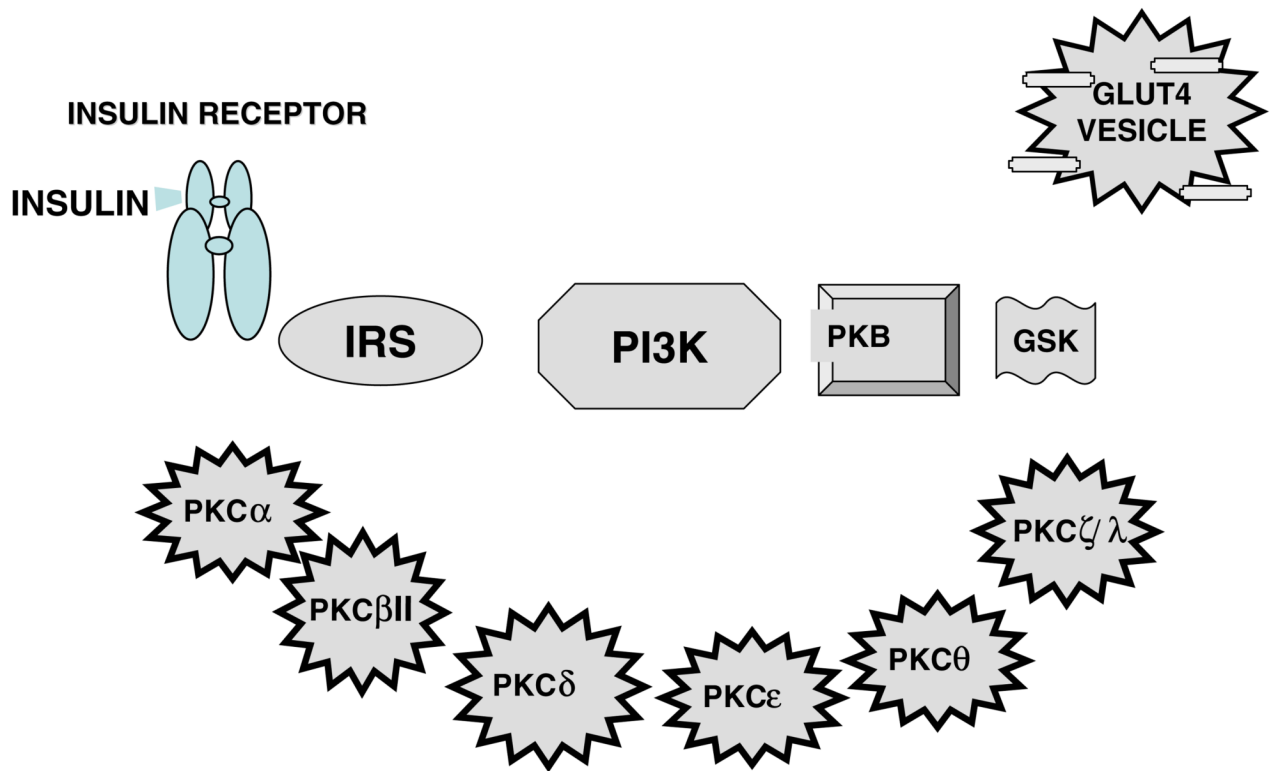 GLUT4
VESICLE
INSULIN RECEPTOR
INSULIN
IRS
PI3K
PKB
GSK
PKCα
PKCβII
PKCδ
PKCε
PKCθ
PKCζ/ λ